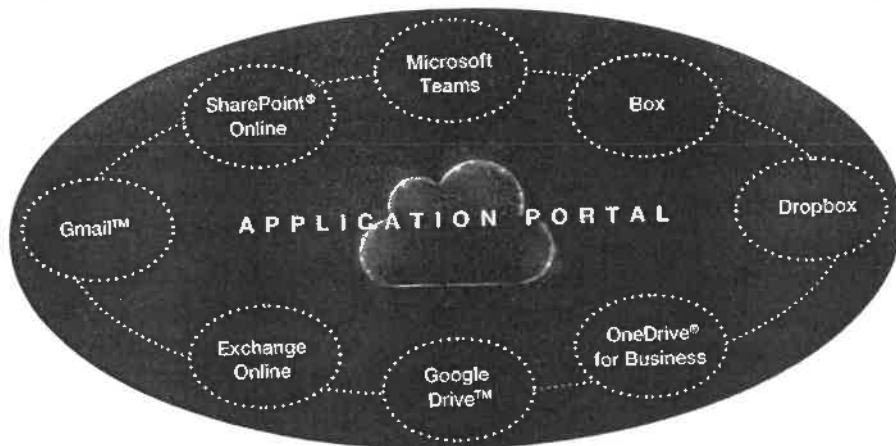 Microsoft
Teams
SharePoint®
Online
Box
Gmail™
APPLICATION PORTAL
Dropbox
Exchange
Online
Google
Drive™
OneDrive®
for Business